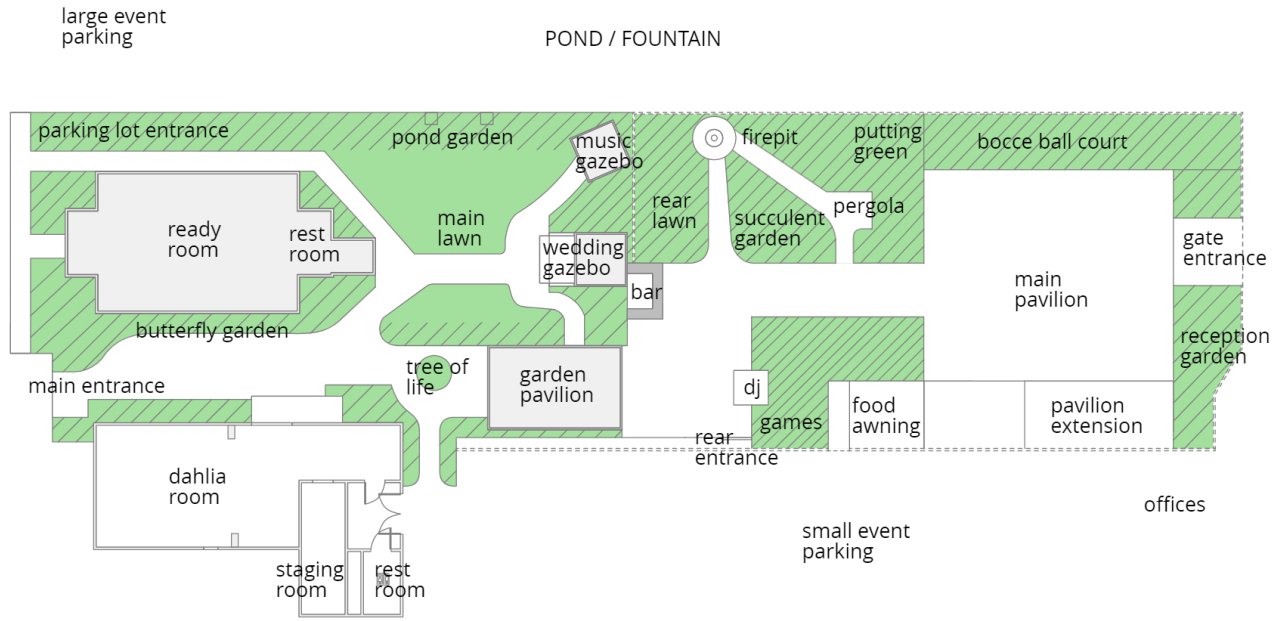 large event
parking
POND / FOUNTAIN
parking lot entrance
pond garden
music
gazebo
firepit
putting
green
bocce ball court
ready
room
rest
room
main
lawn
wedding
gazebo
rear
lawn
succulent
garden
pergola
gate
entrance
bar
main
pavilion
butterfly garden
reception
garden
main entrance
tree of
life
garden
pavilion
dj
games
food
awning
pavilion
extension
rear
entrance
dahlia
room
offices
small event
parking
staging
room
rest
room